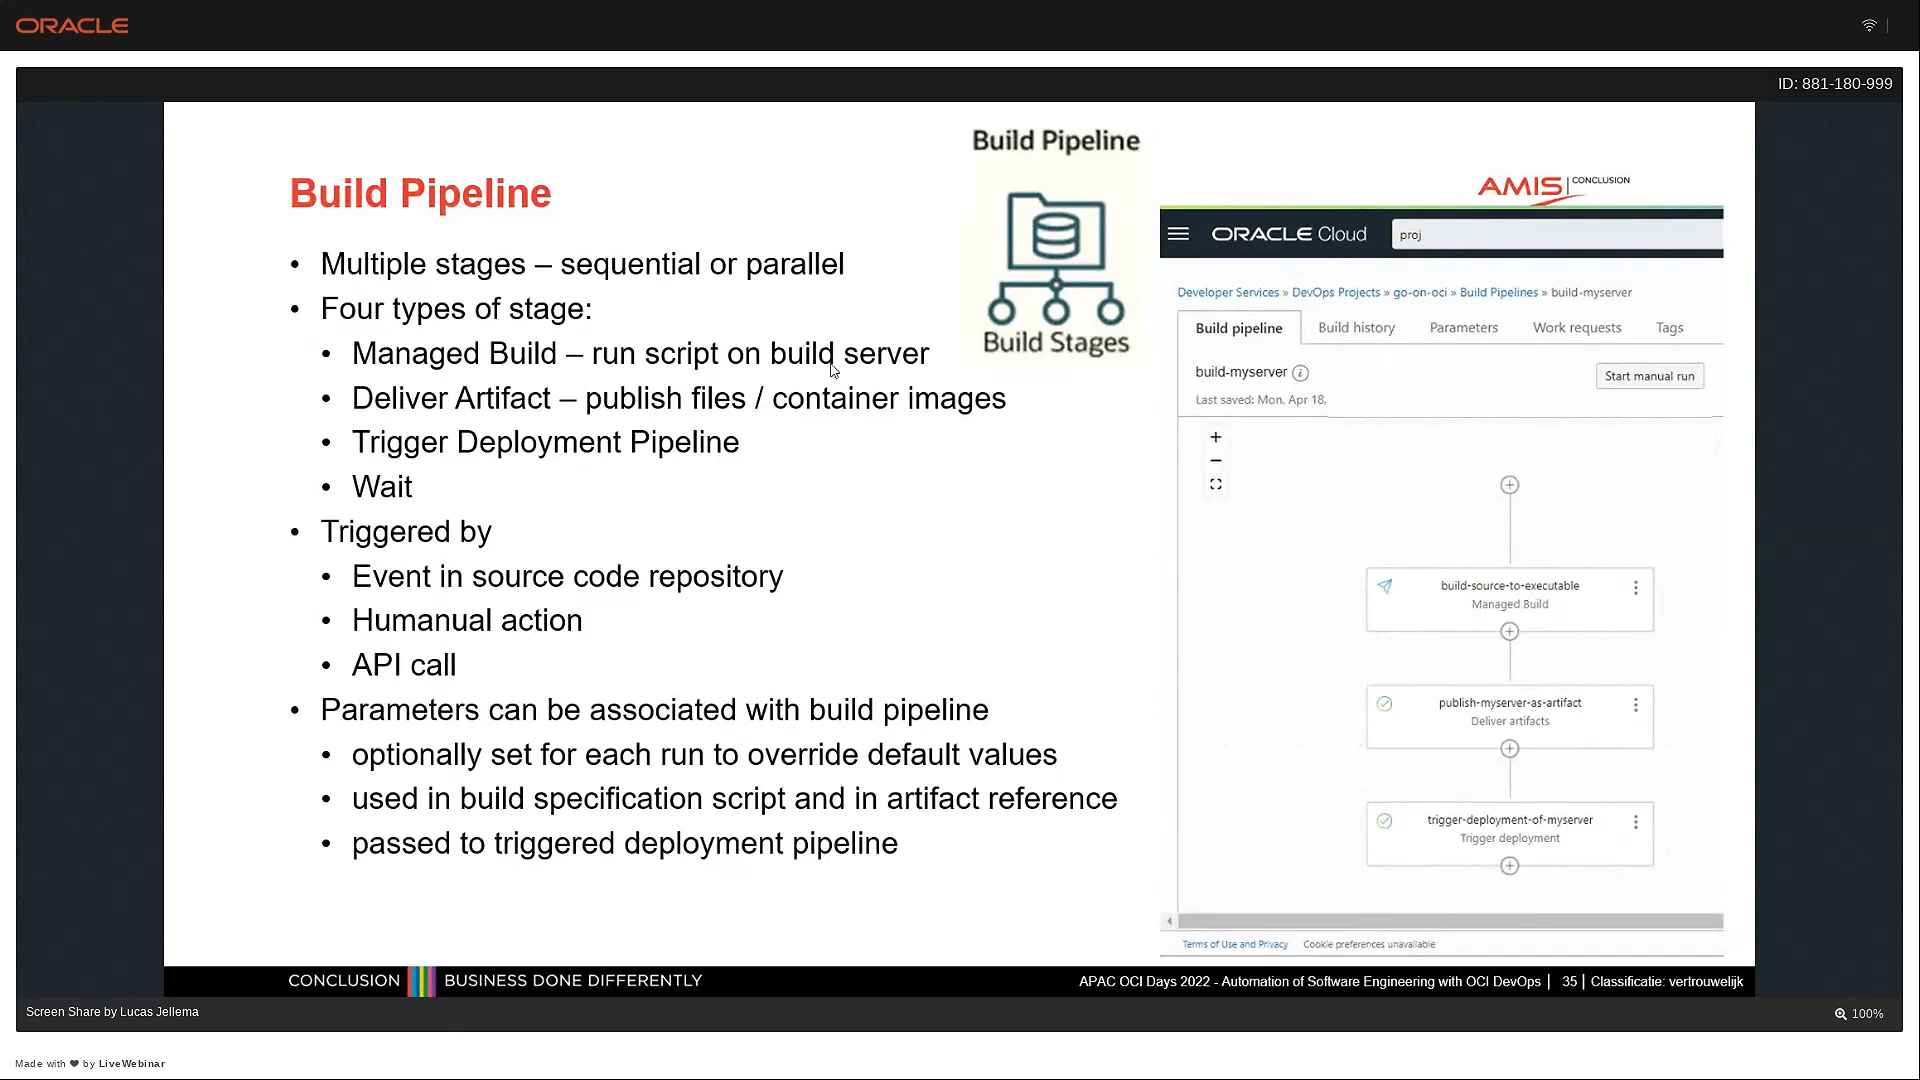 ORACLE
ID: 881-180-999
Build Pipeline
Build Stages
AMIS CONCLUSION
Build Pipeline
• Multiple stages – sequential or parallel
• Four types of stage:
• Managed Build – run script on build server
• Deliver Artifact – publish files / container images
• Trigger Deployment Pipeline
• Wait
• Triggered by
• Event in source code repository
• Humanual action
• API call
• Parameters can be associated with build pipeline
• optionally set for each run to override default values
• used in build specification script and in artifact reference
• passed to triggered deployment pipeline
ORACLE Cloud
proj
Developer Services » DevOps Projects » go-on-oci » Build Pipelines » build-myserver
Build pipeline Build history Parameters Work requests Tags
build-myserver
Start manual run
Last saved: Mon, Apr 18,
build-source-to-executable
Managed Build
publish-myserver-as-artifact
Deliver artifacts
trigger-deployment-of-myserver
Trigger deployment
Terms of Use and Privacy Cookie preferences unavailable
CONCLUSION BUSINESS DONE DIFFERENTLY
APAC OCI Days 2022 - Automation of Software Engineering with OCI DevOps | 35 | Classificatie: vertrouwelijk
Screen Share by Lucas Jellema
100%
Made with ❤ by LiveWebinar